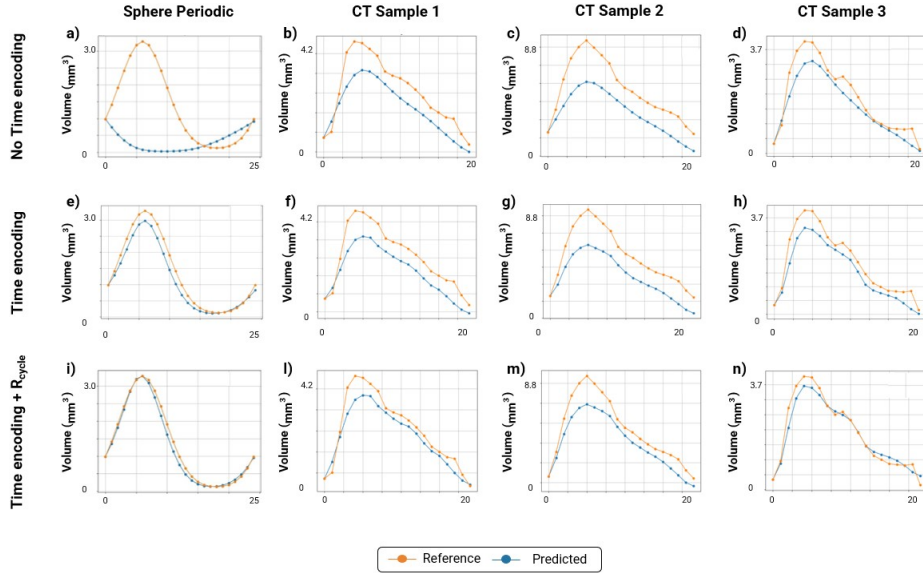 Sphere Periodic CT Sample 1 CT Sample 2 CT Sample 3
No Time encoding
a) Volume (mm³) 3.0 0 0 25
b) Volume (mm³) 4.2 0 0 20
c) Volume (mm³) 8.8 0 0 20
d) Volume (mm³) 3.7 0 0 20
Time encoding
e) Volume (mm³) 3.0 0 0 25
f) Volume (mm³) 4.2 0 0 20
g) Volume (mm³) 8.8 0 0 20
h) Volume (mm³) 3.7 0 0 20
Time encoding + Rcycle
i) Volume (mm³) 3.0 0 0 25
l) Volume (mm³) 4.2 0 0 20
m) Volume (mm³) 8.8 0 0 20
n) Volume (mm³) 3.7 0 0 20
Reference Predicted